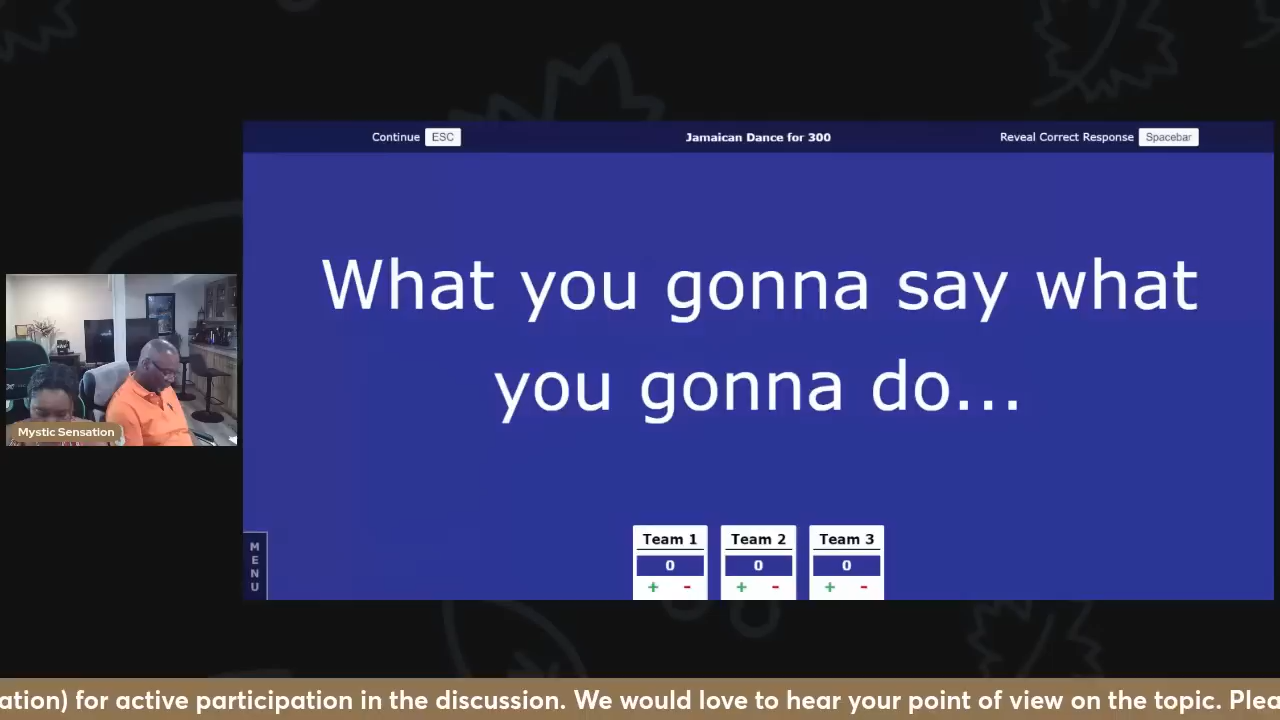 Continue ESC
Jamaican Dance for 300
Reveal Correct Response Spacebar
What you gonna say what
you gonna do...
Mystic Sensation
MENU
Team 1 Team 2 Team 3
0 0 0
+ - + - + -
ation) for active participation in the discussion. We would love to hear your point of view on the topic. Plea